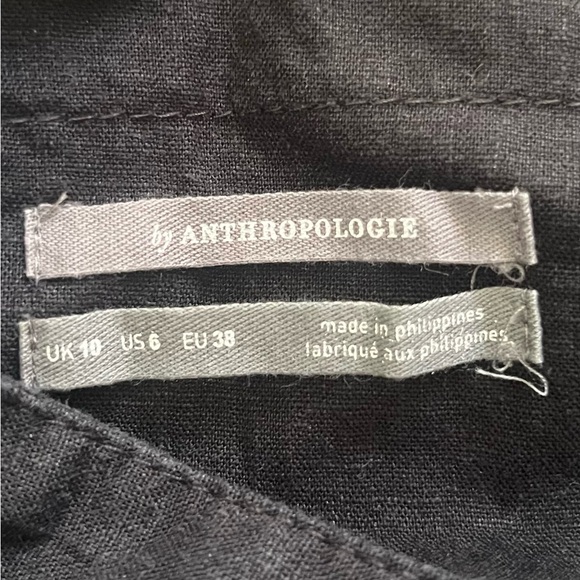 by ANTHROPOLOGIE
UK 10 US 6 EU 38
made in philippines
fabriqué aux philippines